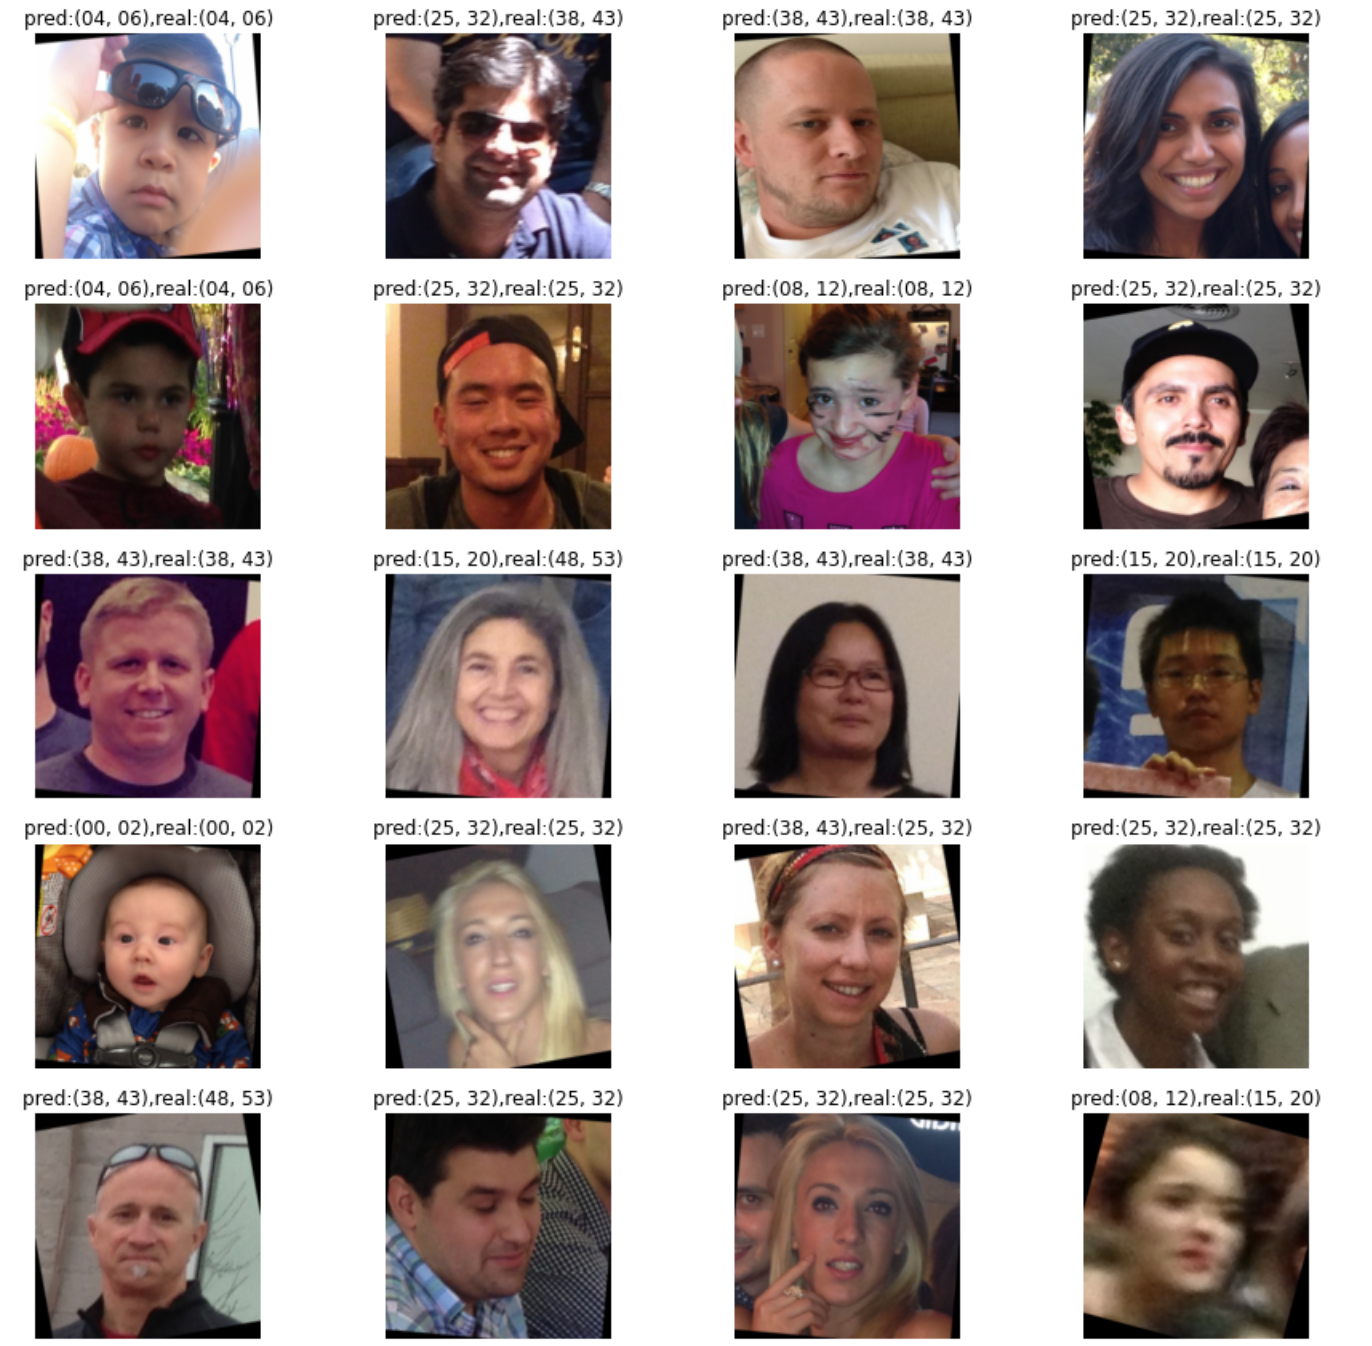 pred:(04, 06),real:(04, 06)
pred:(25, 32),real:(38, 43)
pred:(38, 43),real:(38, 43)
pred:(25, 32),real:(25, 32)
pred:(04, 06),real:(04, 06)
pred:(25, 32),real:(25, 32)
pred:(08, 12),real:(08, 12)
pred:(25, 32),real:(25, 32)
pred:(38, 43),real:(38, 43)
pred:(15, 20),real:(48, 53)
pred:(38, 43),real:(38, 43)
pred:(15, 20),real:(15, 20)
pred:(00, 02),real:(00, 02)
pred:(25, 32),real:(25, 32)
pred:(38, 43),real:(25, 32)
pred:(25, 32),real:(25, 32)
pred:(38, 43),real:(48, 53)
pred:(25, 32),real:(25, 32)
pred:(25, 32),real:(25, 32)
pred:(08, 12),real:(15, 20)